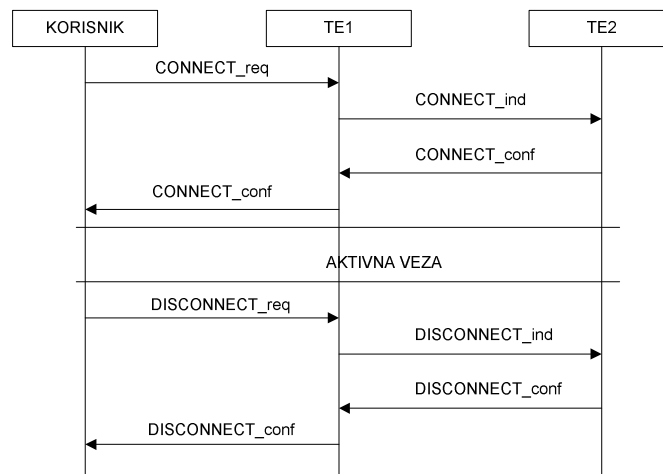 KORISNIK
TE1
TE2
CONNECT_req
CONNECT_ind
CONNECT_conf
CONNECT_conf
AKTIVNA VEZA
DISCONNECT_req
DISCONNECT_ind
DISCONNECT_conf
DISCONNECT_conf